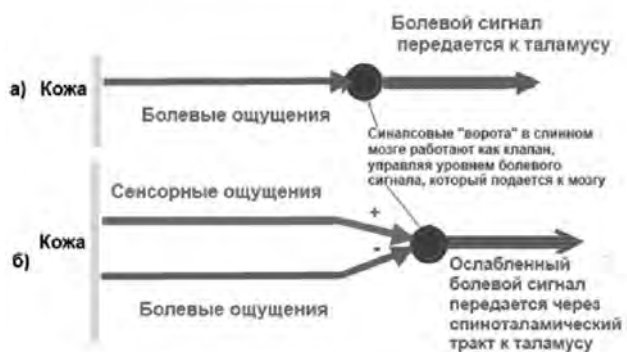 Болевой сигнал
передается к таламусу
а) Кожа
Болевые ощущения
Синапсовые "ворота" в спинном
мозге работают как клапан,
управляя уровнем болевого
сигнала, который подается к мозгу
Сенсорные ощущения
+
Кожа
-
б)
Болевые ощущения
Ослабленный
болевой сигнал
передается через
спиноталамический
тракт к таламусу